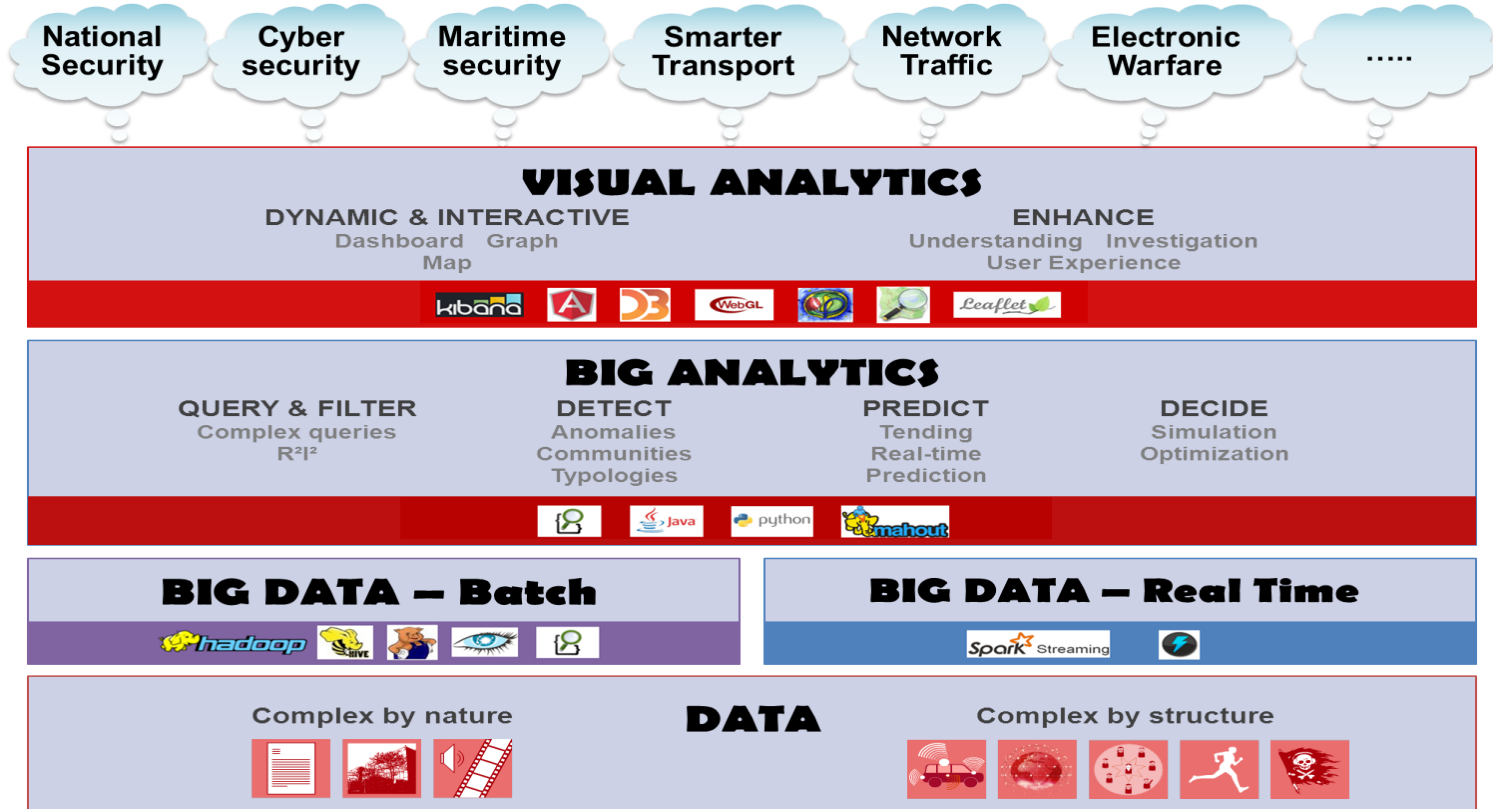 National
Security
Cyber
security
Maritime
security
Smarter
Transport
Network
Traffic
Electronic
Warfare
.....
VISUAL ANALYTICS
DYNAMIC & INTERACTIVE
Dashboard Graph
Map
ENHANCE
Understanding Investigation
User Experience
kibana
A
D3
WebGL
Leaflet
BIG ANALYTICS
QUERY & FILTER
Complex queries
R²I²
DETECT
Anomalies
Communities
Typologies
PREDICT
Tending
Real-time
Prediction
DECIDE
Simulation
Optimization
Java
python
mahout
BIG DATA – Batch
hadoop
HIVE
BIG DATA – Real Time
Spark Streaming
Complex by nature
DATA
Complex by structure